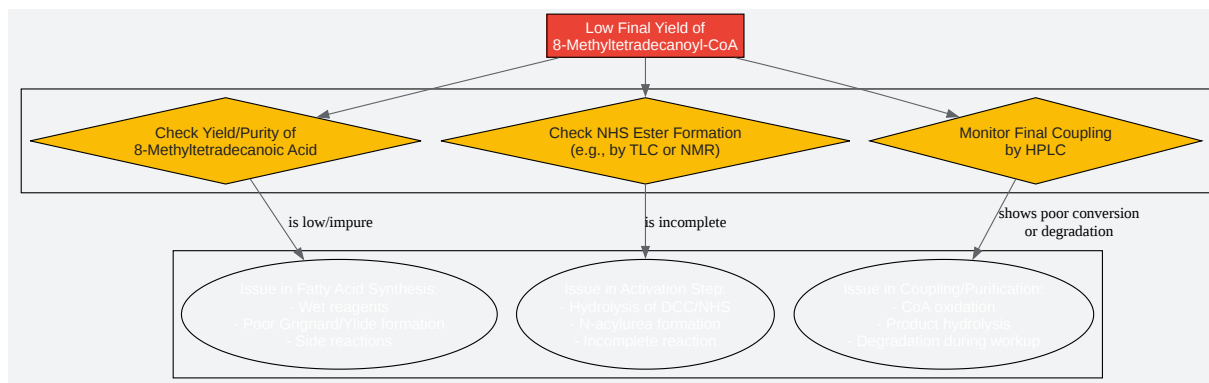 Low Final Yield of
8-Methyltetradecanoyl-CoA
Check Yield/Purity of
8-Methyltetradecanoic Acid
Check NHS Ester Formation
(e.g., by TLC or NMR)
Monitor Final Coupling
by HPLC
is low/impure
is incomplete
shows poor conversion
or degradation
Issue in Fatty Acid Synthesis:
- Wet reagents
- Poor Grignard/Ylide formation
- Side reactions
Issue in Activation Step:
- Hydrolysis of DCC/NHS
- N-acylurea formation
- Incomplete reaction
Issue in Coupling/Purification:
- CoA oxidation
- Product hydrolysis
- Degradation during workup